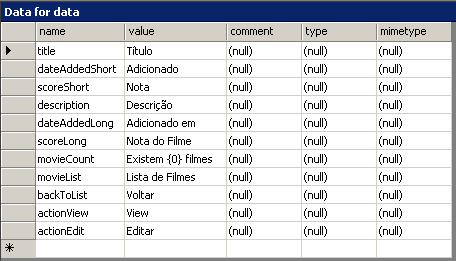 Data for data
name value comment type mimetype
title Título (null) (null) (null)
dateAddedShort Adicionado (null) (null) (null)
scoreShort Nota (null) (null) (null)
description Descrição (null) (null) (null)
dateAddedLong Adicionado em (null) (null) (null)
scoreLong Nota do Filme (null) (null) (null)
movieCount Existem {0} filmes (null) (null) (null)
movieList Lista de Filmes (null) (null) (null)
backToList Voltar (null) (null) (null)
actionView View (null) (null) (null)
actionEdit Editar (null) (null) (null)